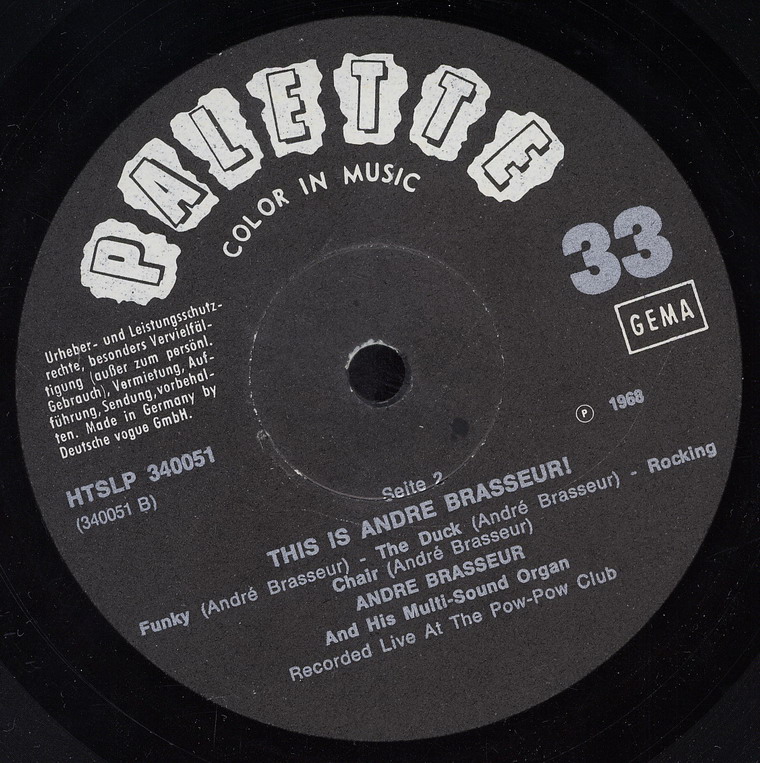 PALETTE
COLOR IN MUSIC
33
GEMA
Urheber- und Leistungsschutz-
rechte, besonders Vervielfäl-
tigung (außer zum persönl.
Gebrauch), Vermietung, Auf-
führung, Sendung, vorbehal-
ten. Made in Germany by
Deutsche vogue GmbH.
Ⓟ 1968
HTSLP 340051
(340051 B)
Seite 2
THIS IS ANDRE BRASSEUR!
Funky (André Brasseur) - The Duck (André Brasseur) - Rocking
Chair (André Brasseur)
ANDRE BRASSEUR
And His Multi-Sound Organ
Recorded Live At The Pow-Pow Club